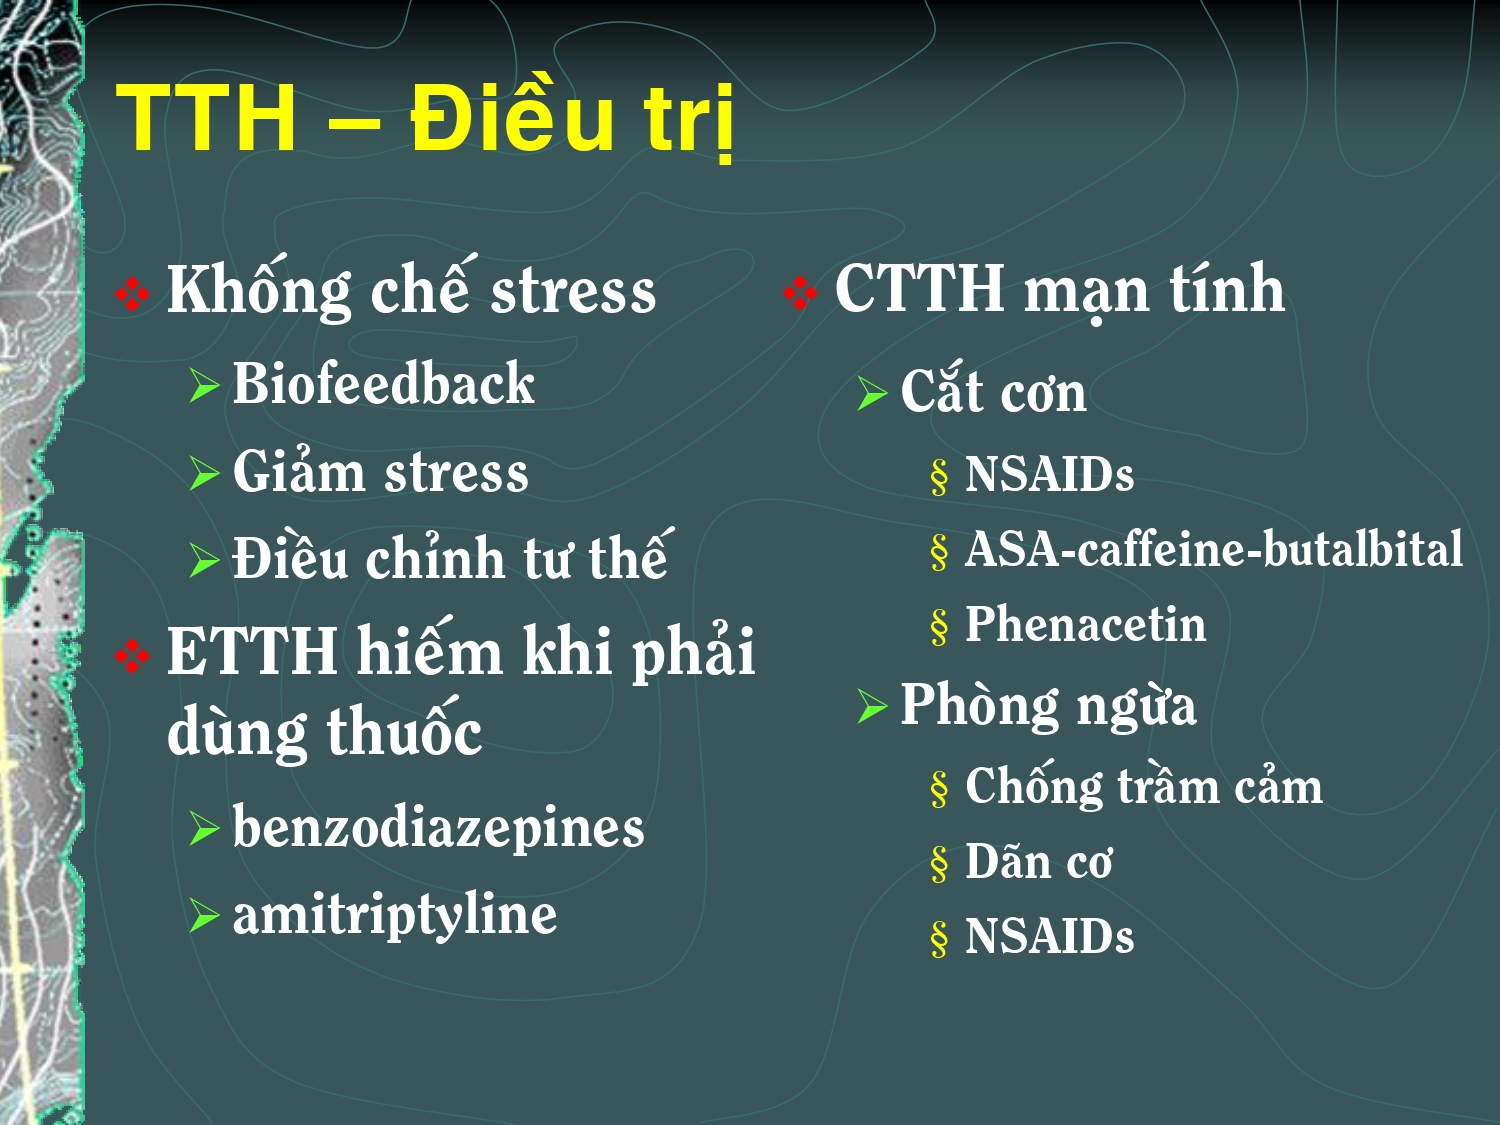 TTH – Điều trị
Khống chế stress
Biofeedback
Giảm stress
Điều chỉnh tư thế
ETTH hiếm khi phải
dùng thuốc
benzodiazepines
amitriptyline
CTTH mạn tính
Cắt cơn
§ NSAIDs
§ ASA-caffeine-butalbital
§ Phenacetin
Phòng ngừa
§ Chống trầm cảm
§ Dãn cơ
§ NSAIDs